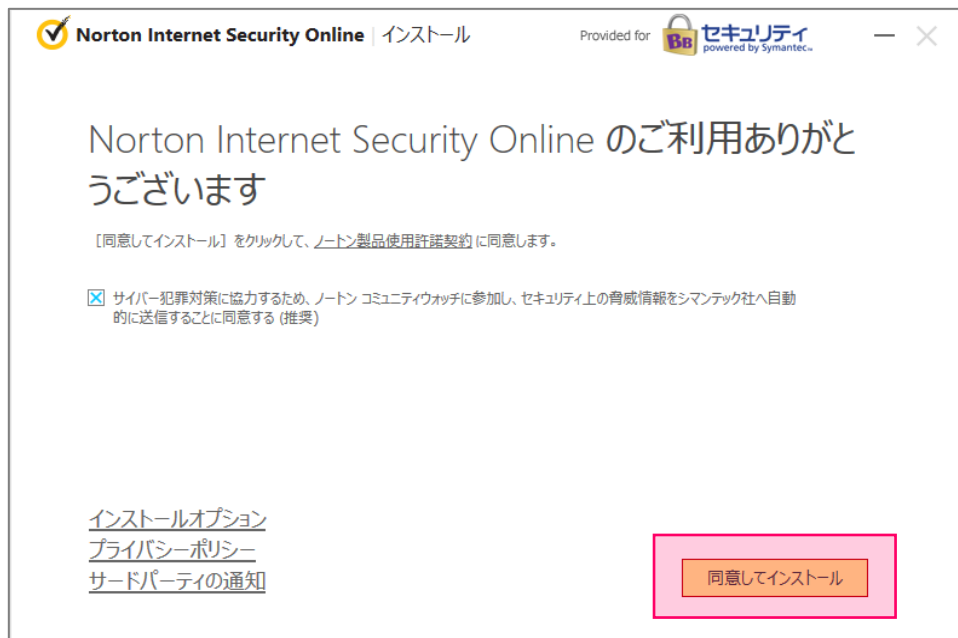 Norton Internet Security Online | インストール
Provided for BB セキュリティ
powered by Symantec™
Norton Internet Security Online のご利用ありがと
うございます
［同意してインストール］をクリックして、ノートン製品使用許諾契約 に同意します。
サイバー犯罪対策に協力するため、ノートン コミュニティウォッチに参加し、セキュリティ上の脅威情報をシマンテック社へ自動
的に送信することに同意する (推奨)
インストールオプション
プライバシーポリシー
サードパーティの通知
同意してインストール